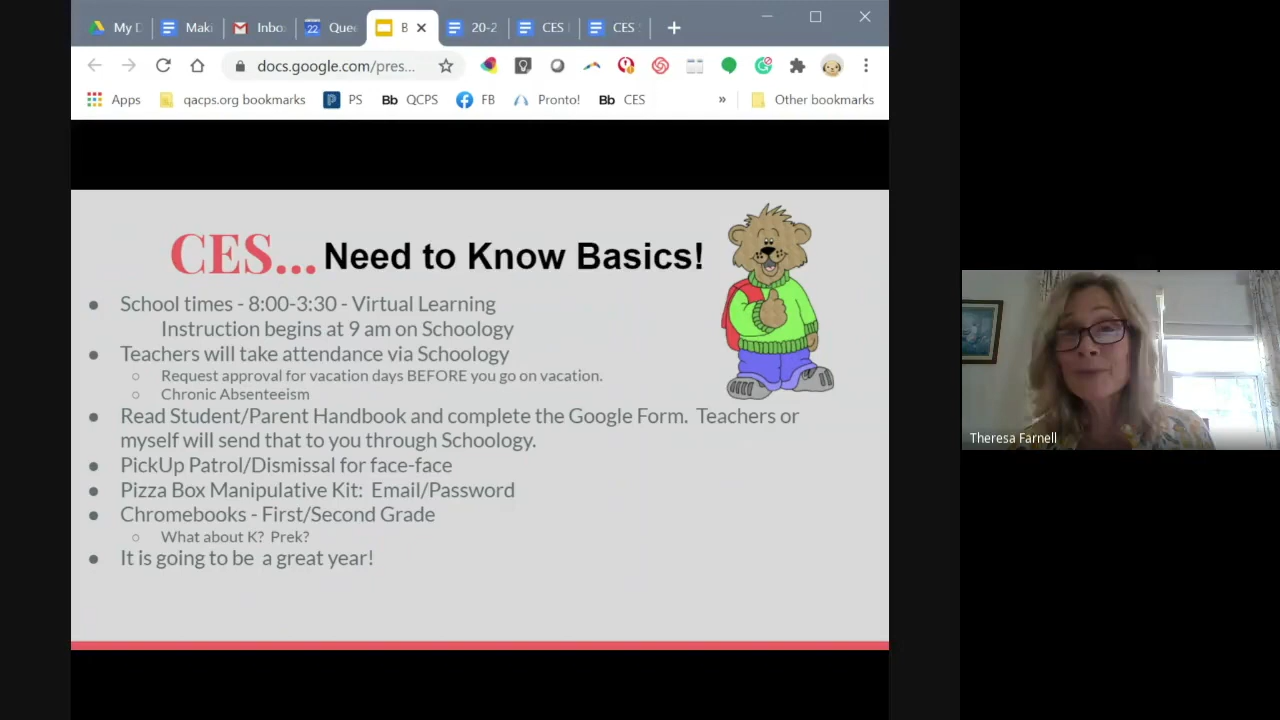 My D
Maki
Inbo
22
Quee
B
20-2
CES
CES
docs.google.com/pres...
Apps
qacps.org bookmarks
PS
Bb QCPS
FB
Pronto!
Bb CES
»
Other bookmarks
CES... Need to Know Basics!
● School times - 8:00-3:30 - Virtual Learning
Instruction begins at 9 am on Schoology
● Teachers will take attendance via Schoology
○ Request approval for vacation days BEFORE you go on vacation.
○ Chronic Absenteeism
● Read Student/Parent Handbook and complete the Google Form. Teachers or
myself will send that to you through Schoology.
● PickUp Patrol/Dismissal for face-face
● Pizza Box Manipulative Kit: Email/Password
● Chromebooks - First/Second Grade
○ What about K? Prek?
● It is going to be a great year!
Theresa Farnell